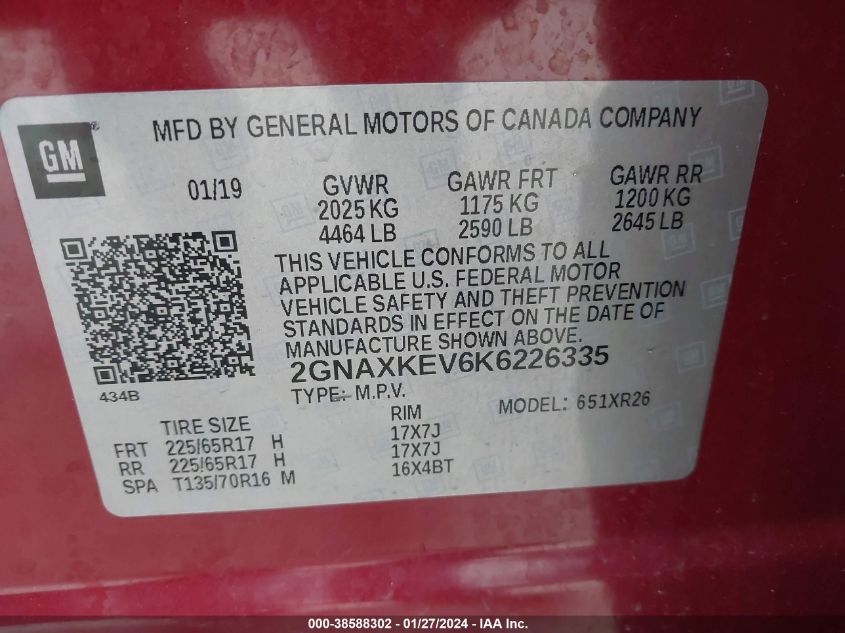 GM®
MFD BY GENERAL MOTORS OF CANADA COMPANY
01/19 GVWR GAWR FRT GAWR RR
2025 KG 1175 KG 1200 KG
4464 LB 2590 LB 2645 LB
THIS VEHICLE CONFORMS TO ALL
APPLICABLE U.S. FEDERAL MOTOR
VEHICLE SAFETY AND THEFT PREVENTION
STANDARDS IN EFFECT ON THE DATE OF
MANUFACTURE SHOWN ABOVE.
2GNAXKEV6K6226335
434B
TYPE: M.P.V. MODEL: 651XR26
TIRE SIZE RIM
FRT 225/65R17 H 17X7J
RR 225/65R17 H 17X7J
SPA T135/70R16 M 16X4BT
000-38588302 - 01/27/2024 - IAA Inc.